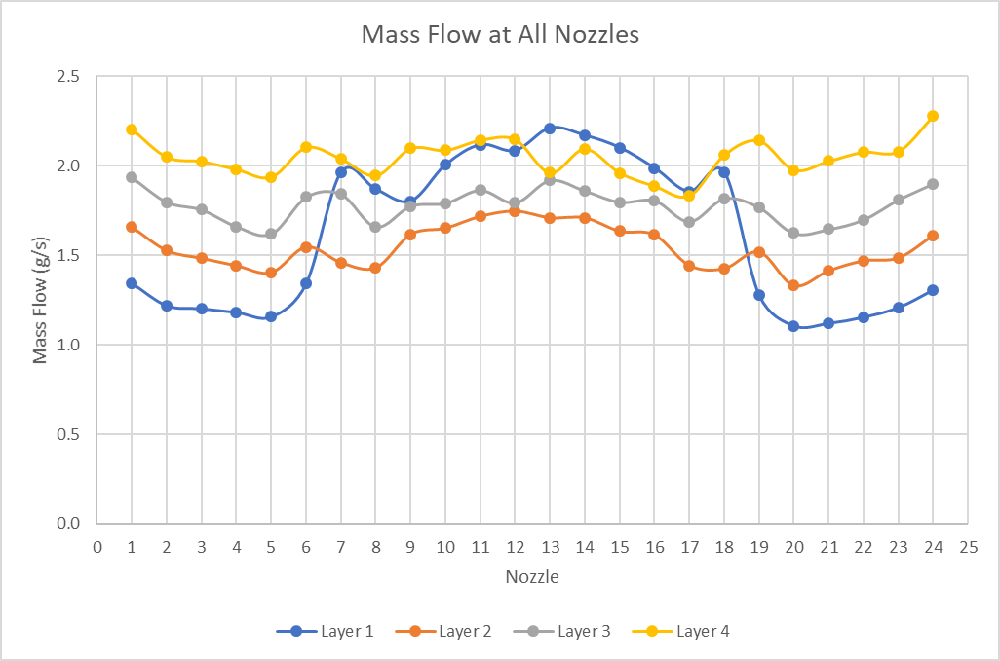 Mass Flow at All Nozzles
2.5
2.0
1.5
1.0
0.5
0.0
Mass Flow (g/s)
0 1 2 3 4 5 6 7 8 9 10 11 12 13 14 15 16 17 18 19 20 21 22 23 24 25
Nozzle
Layer 1 Layer 2 Layer 3 Layer 4